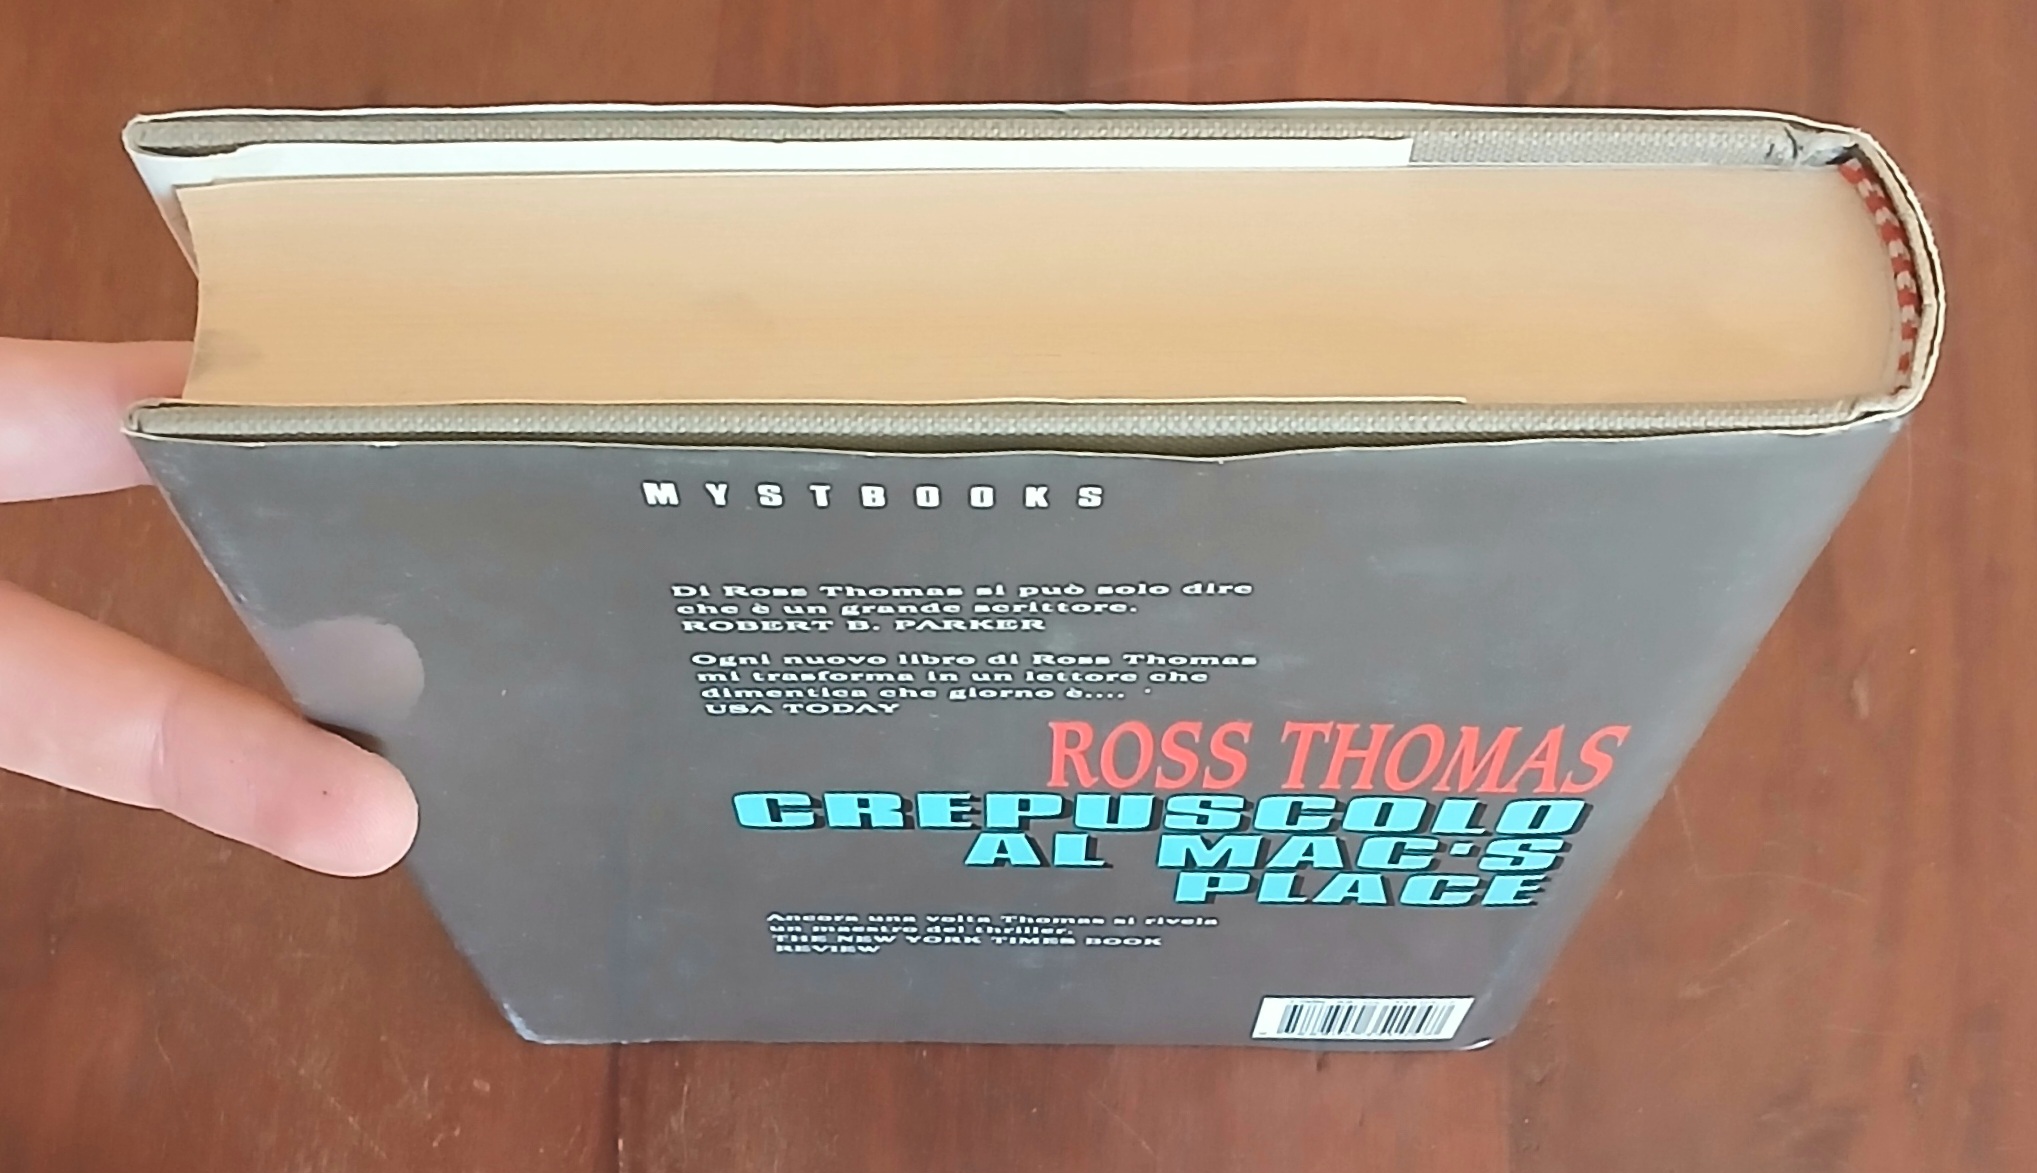 MYSTBOOKS
Di Ross Thomas si può solo dire
che è un grande scrittore.
ROBERT B. PARKER
Ogni nuovo libro di Ross Thomas
mi trasforma in un lettore che
dimentica che giorno è....
USA TODAY
ROSS THOMAS
CREPUSCOLO
AL MAC'S
PLACE
Ancora una volta Thomas si rivela
un maestro del thriller.
THE NEW YORK TIMES BOOK
REVIEW